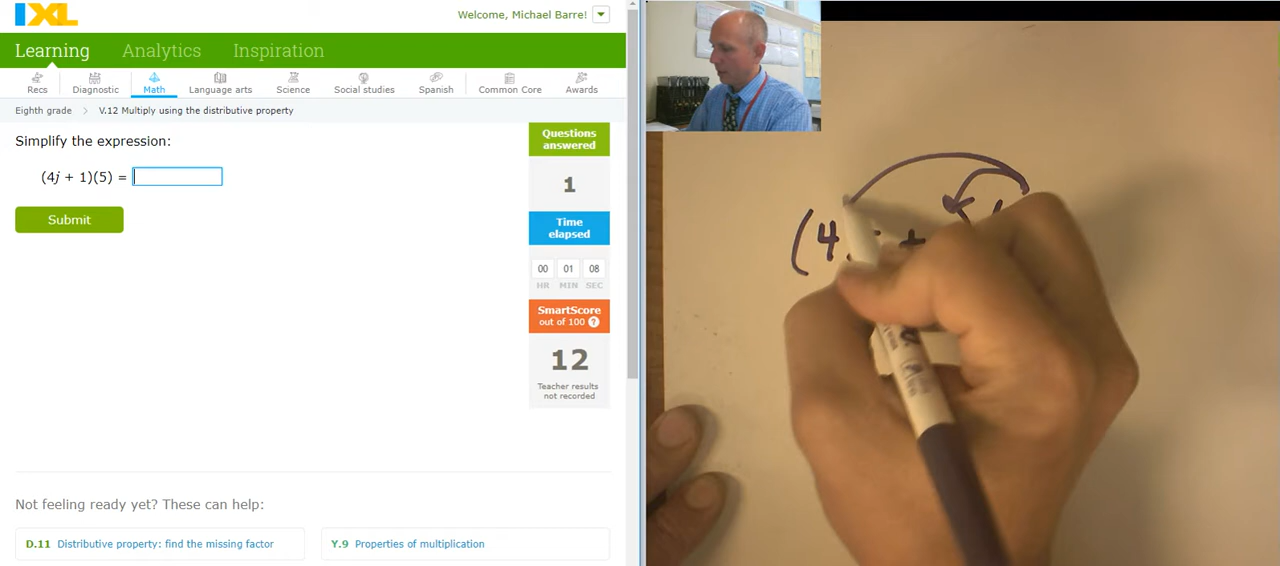 IXL
Welcome, Michael Barre!
Learning Analytics Inspiration
Recs Diagnostic Math Language arts Science Social studies Spanish Common Core Awards
Eighth grade > V.12 Multiply using the distributive property
Simplify the expression:
(4j + 1)(5) =
Submit
Questions
answered
1
Time
elapsed
00 01 08
HR MIN SEC
SmartScore
out of 100 ?
12
Teacher results
not recorded
Not feeling ready yet? These can help:
D.11 Distributive property: find the missing factor
Y.9 Properties of multiplication
(4j +